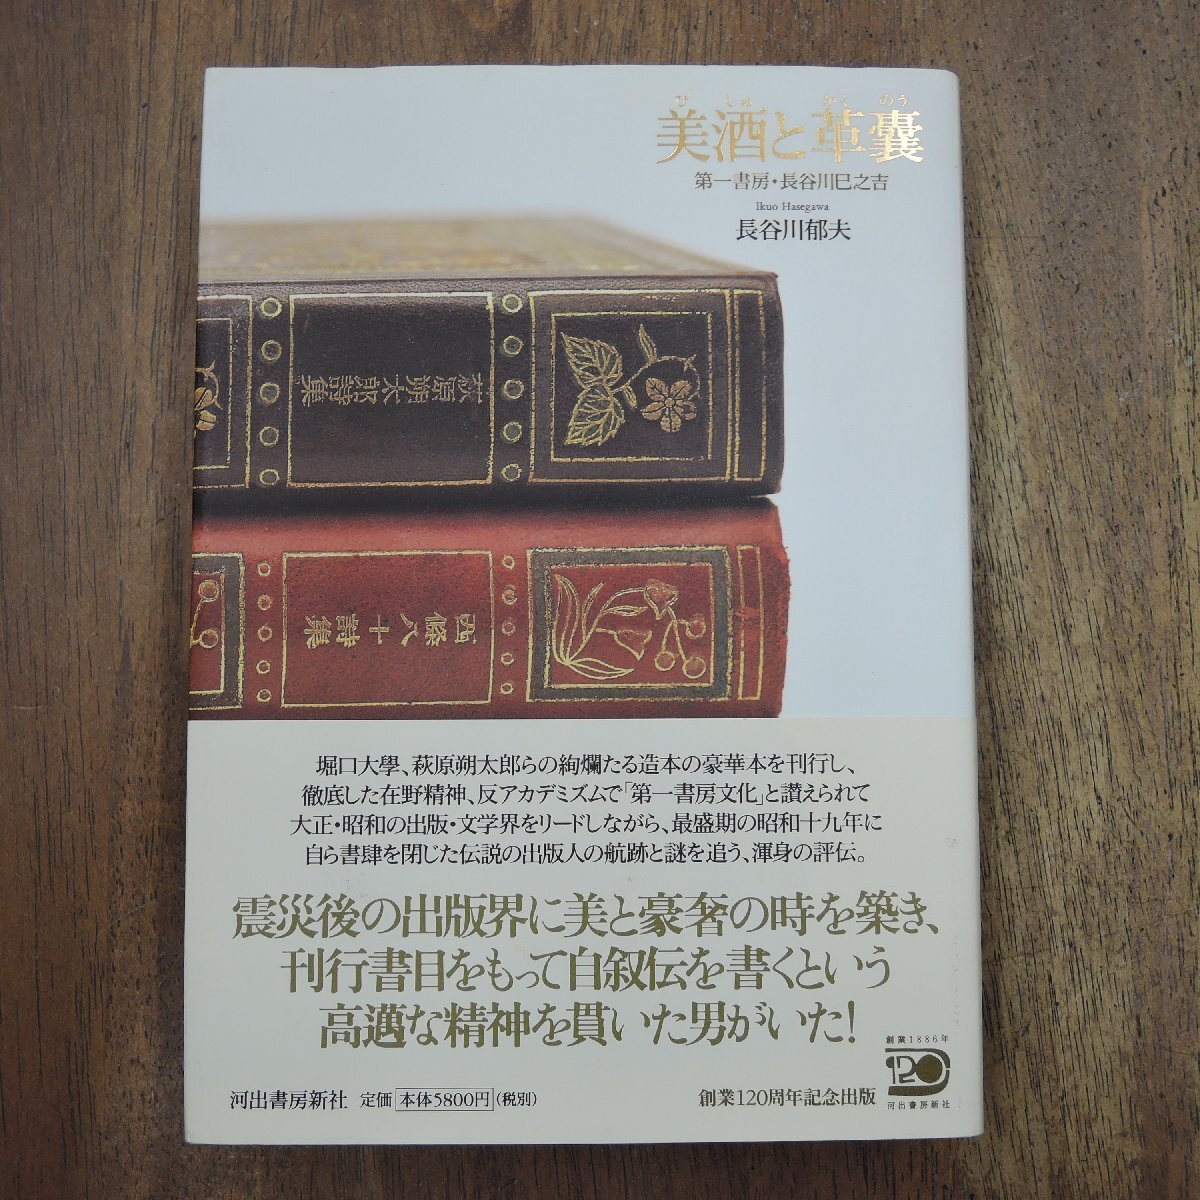 びしゅ かくのう
美酒と革嚢
第一書房・長谷川巳之吉
Ikuo Hasegawa
長谷川郁夫
萩原朔太郎詩集
西條八十詩集
堀口大學、萩原朔太郎らの絢爛たる造本の豪華本を刊行し、
徹底した在野精神、反アカデミズムで「第一書房文化」と讃えられて
大正・昭和の出版・文学界をリードしながら、最盛期の昭和十九年に
自ら書肆を閉じた伝説の出版人の航跡と謎を追う、渾身の評伝。
震災後の出版界に美と豪奢の時を築き、
刊行書目をもって自叙伝を書くという
高邁な精神を貫いた男がいた!
河出書房新社 定価 本体5800円(税別)
創業120周年記念出版
創業1886年
120
河出書房新社